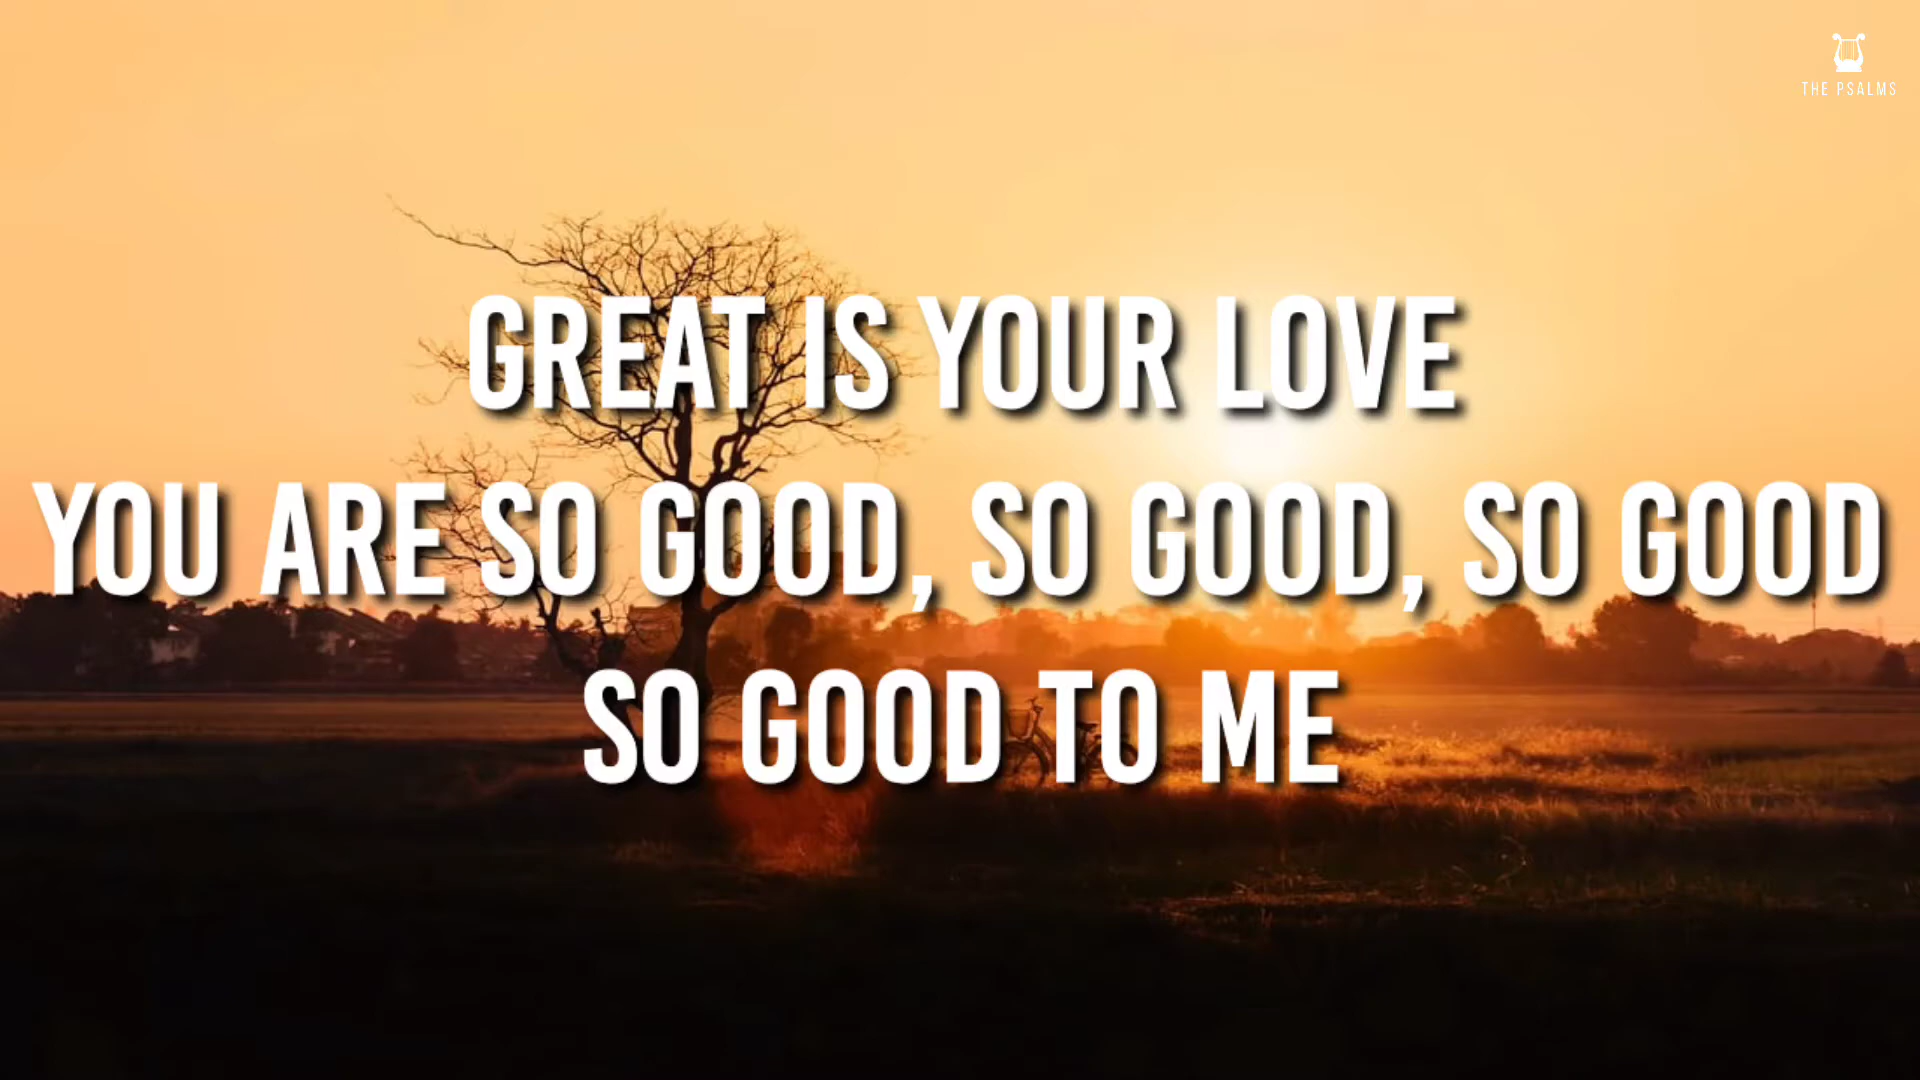 THE PSALMS
GREAT IS YOUR LOVE
YOU ARE SO GOOD, SO GOOD, SO GOOD
SO GOOD TO ME